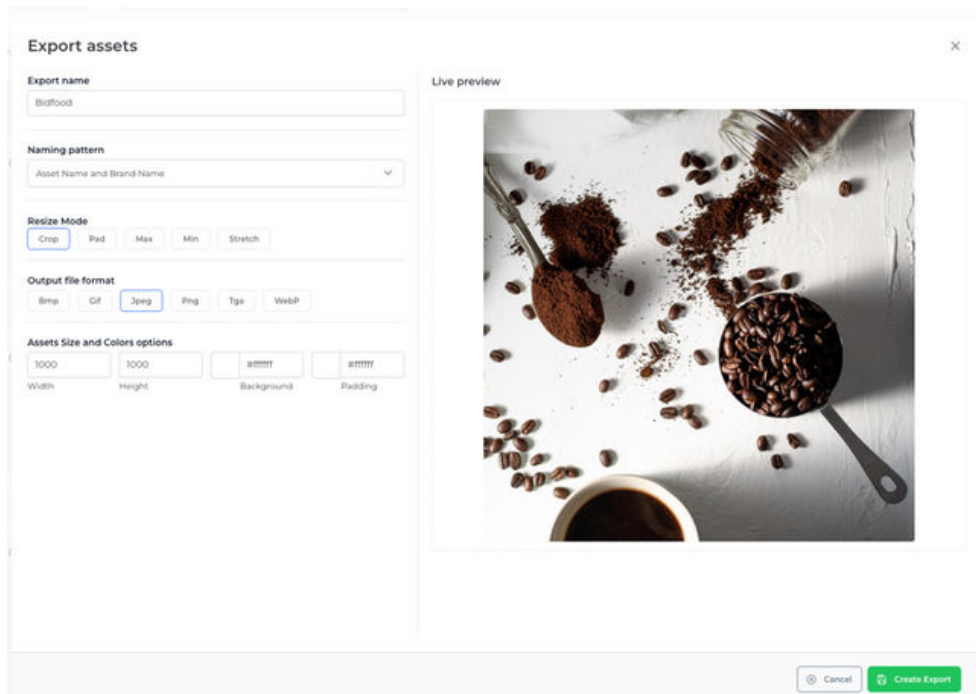 Export assets
Export name
Bidfood
Naming pattern
Asset Name and Brand Name
Resize Mode
Crop Pad Max Min Stretch
Output file format
Bmp Gif Jpeg Png Tga WebP
Assets Size and Colors options
1000 1000 #ffffff #ffffff
Width Height Background Padding
Live preview
Cancel Create Export